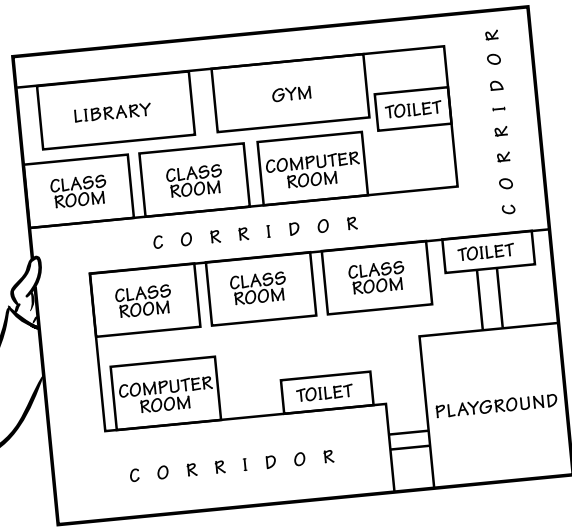 LIBRARY
GYM
TOILET
CORRIDOR
CLASS
ROOM
CLASS
ROOM
COMPUTER
ROOM
CORRIDOR
CLASS
ROOM
CLASS
ROOM
CLASS
ROOM
TOILET
COMPUTER
ROOM
TOILET
PLAYGROUND
CORRIDOR